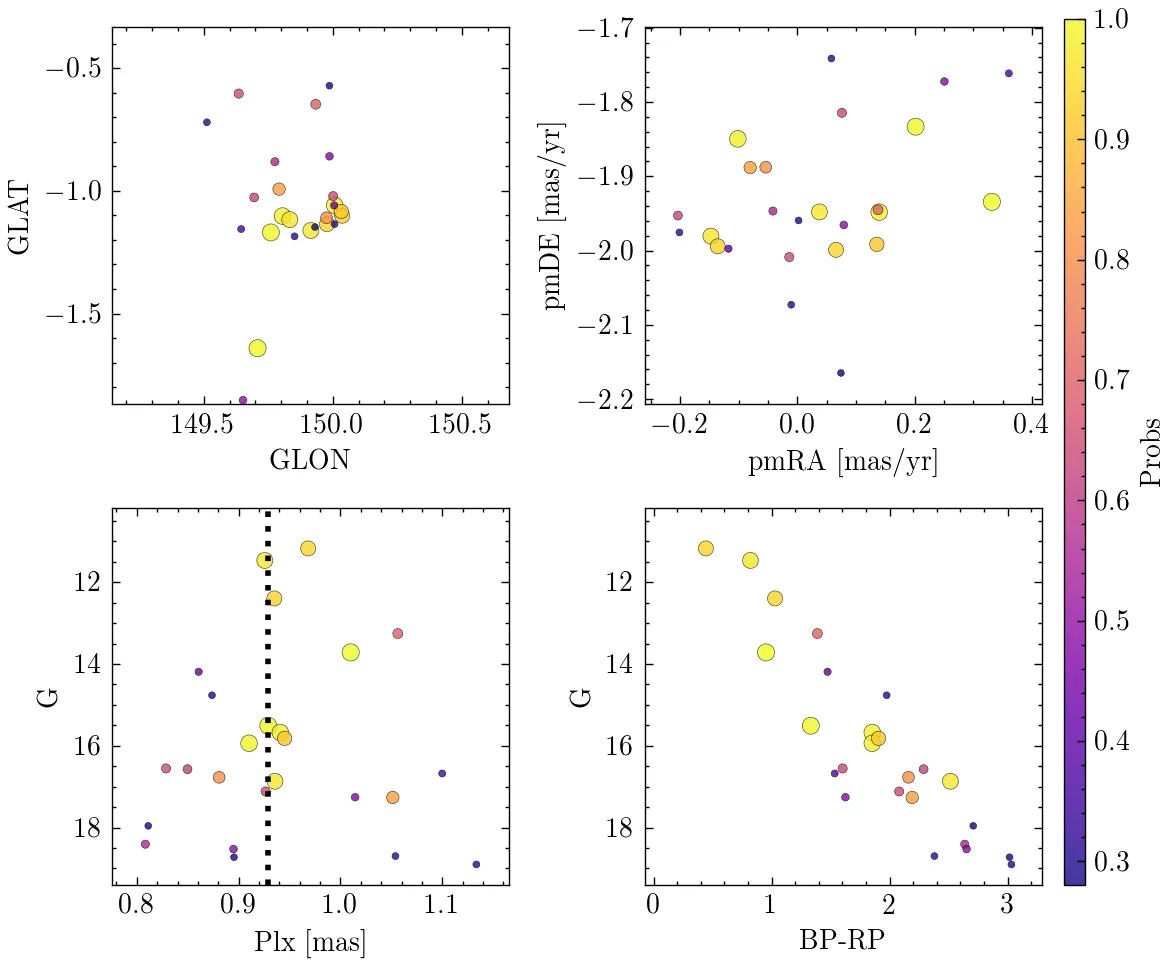 −0.5
−1.0
−1.5
GLAT
149.5 150.0 150.5
GLON
−1.7
−1.8
−1.9
−2.0
−2.1
−2.2
pmDE [mas/yr]
−0.2 0.0 0.2 0.4
pmRA [mas/yr]
12
14
16
18
G
0.8 0.9 1.0 1.1
Plx [mas]
12
14
16
18
G
0 1 2 3
BP-RP
1.0
0.9
0.8
0.7
0.6
0.5
0.4
0.3
Probs